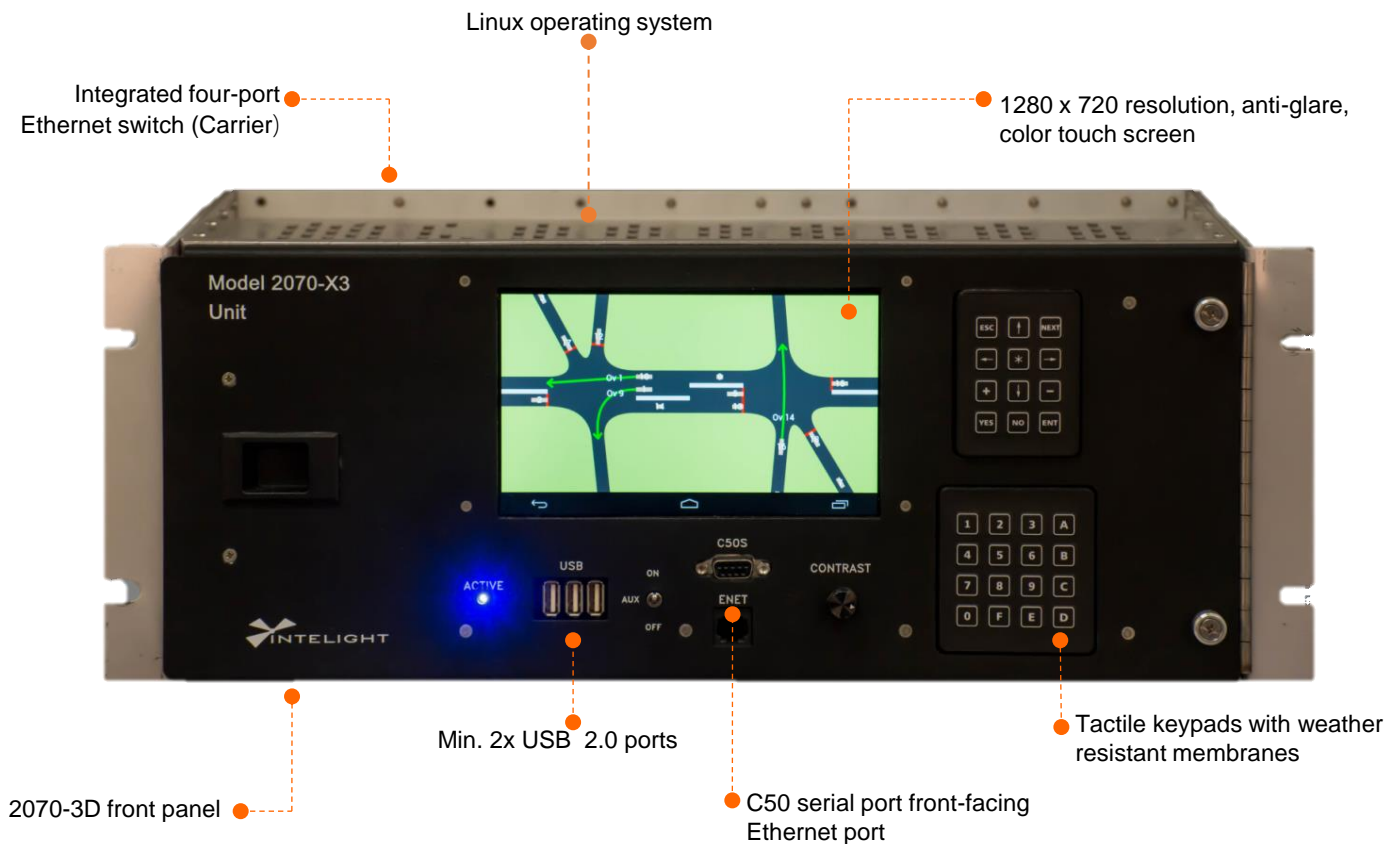 Linux operating system
Integrated four-port
Ethernet switch (Carrier)
1280 x 720 resolution, anti-glare,
color touch screen
Model 2070-X3
Unit
Ov 1
Ov 9
Ov 14
ESC ↑ NEXT
← * →
+ ↓ −
YES NO ENT
1 2 3 A
4 5 6 B
7 8 9 C
0 F E D
C50S
USB
ON
CONTRAST
ACTIVE
AUX
ENET
OFF
INTELIGHT
Min. 2x USB 2.0 ports
Tactile keypads with weather
resistant membranes
2070-3D front panel
C50 serial port front-facing
Ethernet port